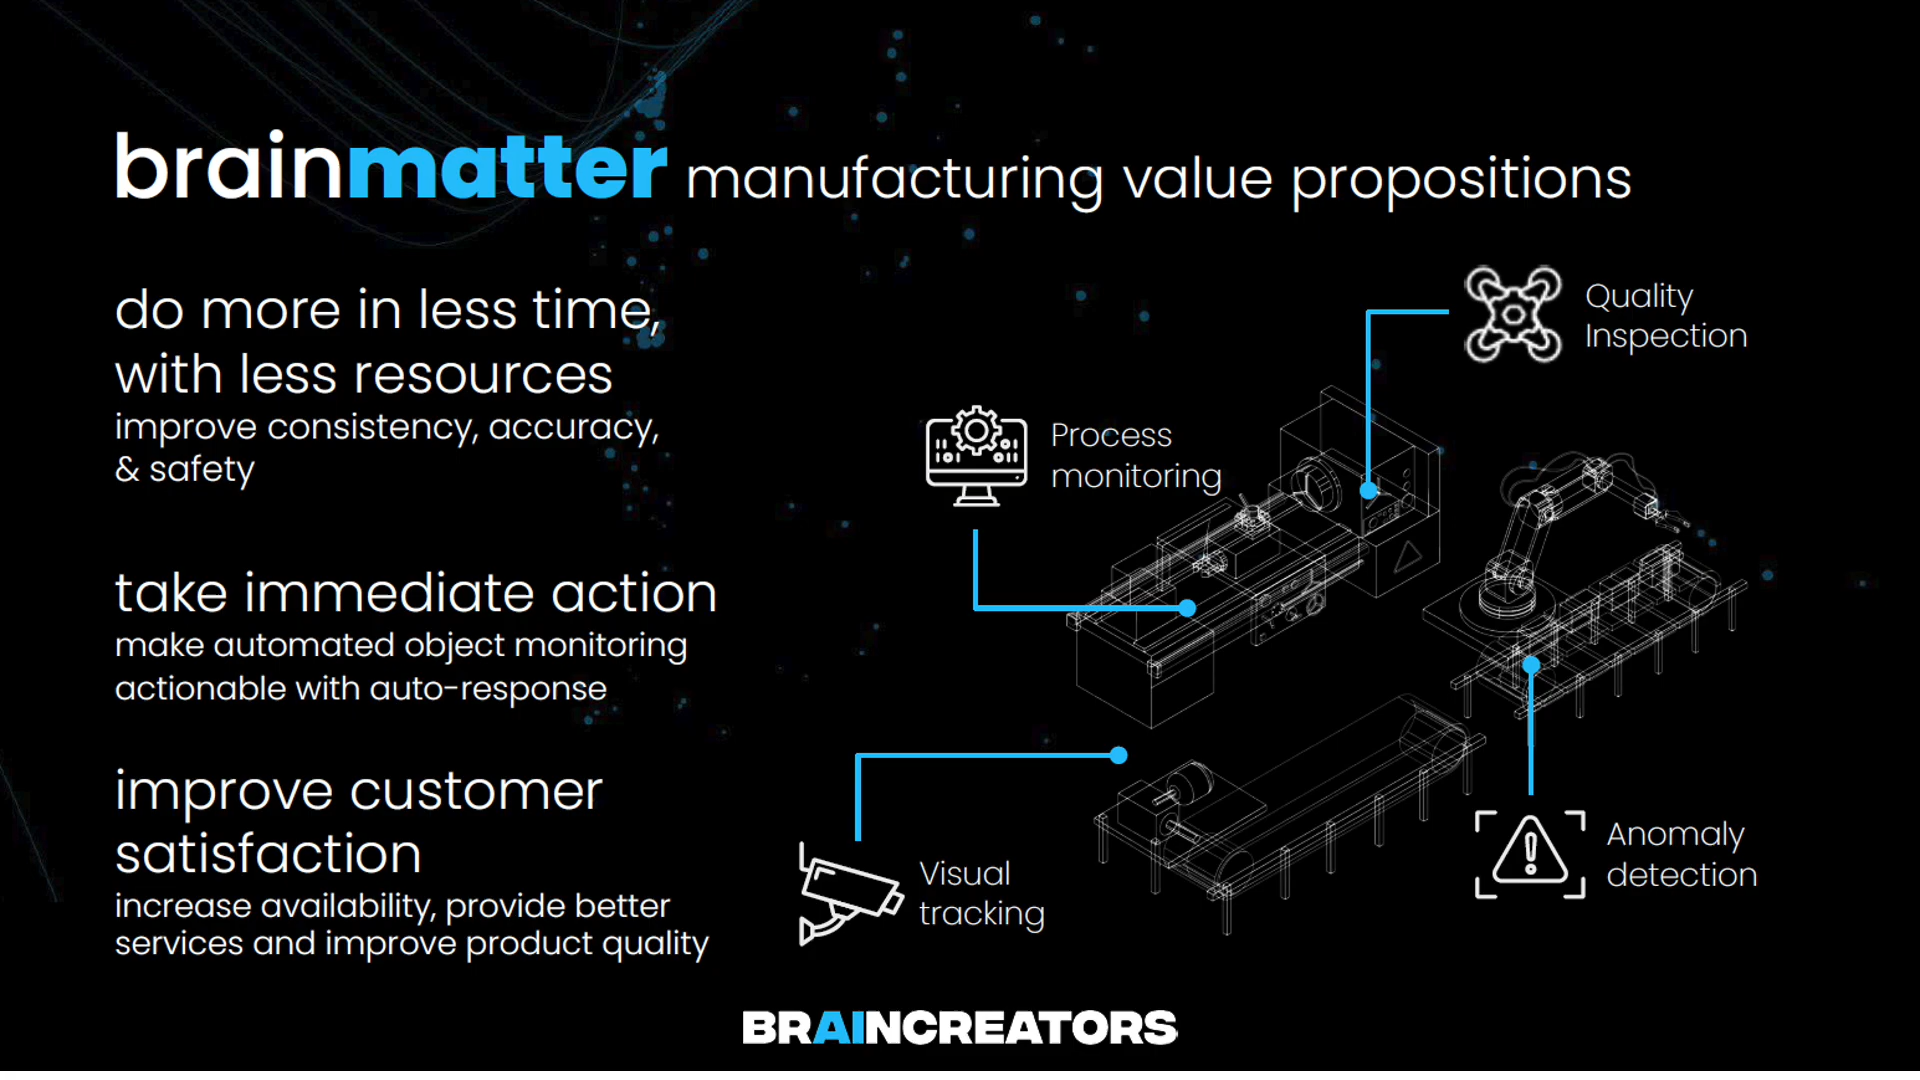 brainmatter manufacturing value propositions
do more in less time,
with less resources
improve consistency, accuracy,
& safety
take immediate action
make automated object monitoring
actionable with auto-response
improve customer
satisfaction
increase availability, provide better
services and improve product quality
Quality
Inspection
Process
monitoring
Visual
tracking
Anomaly
detection
BRAINCREATORS